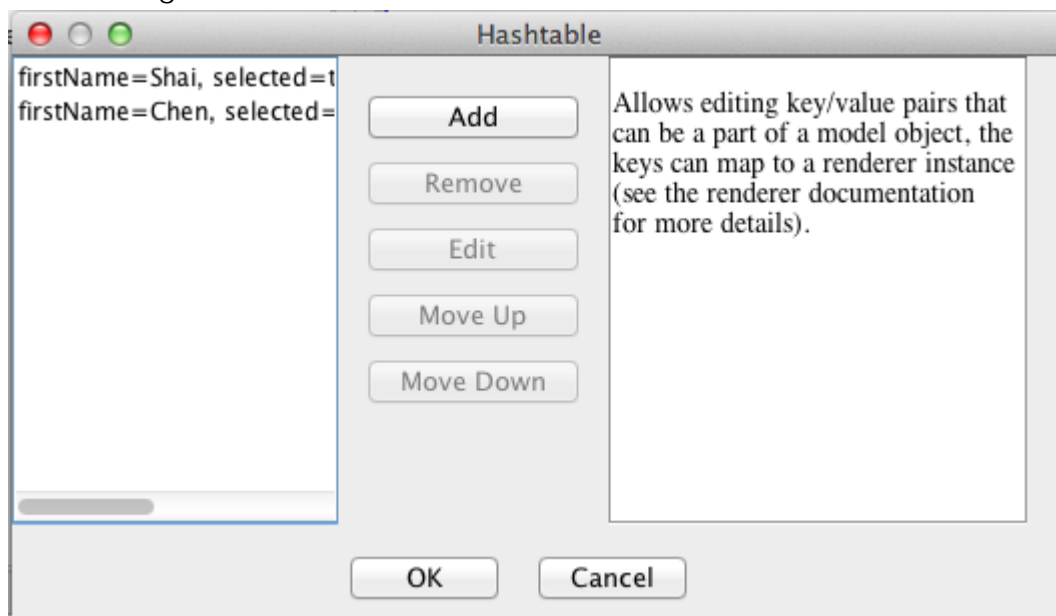 Hashtable
firstName=Shai, selected=t
firstName=Chen, selected=
Add
Remove
Edit
Move Up
Move Down
Allows editing key/value pairs that
can be a part of a model object, the
keys can map to a renderer instance
(see the renderer documentation
for more details).
OK
Cancel